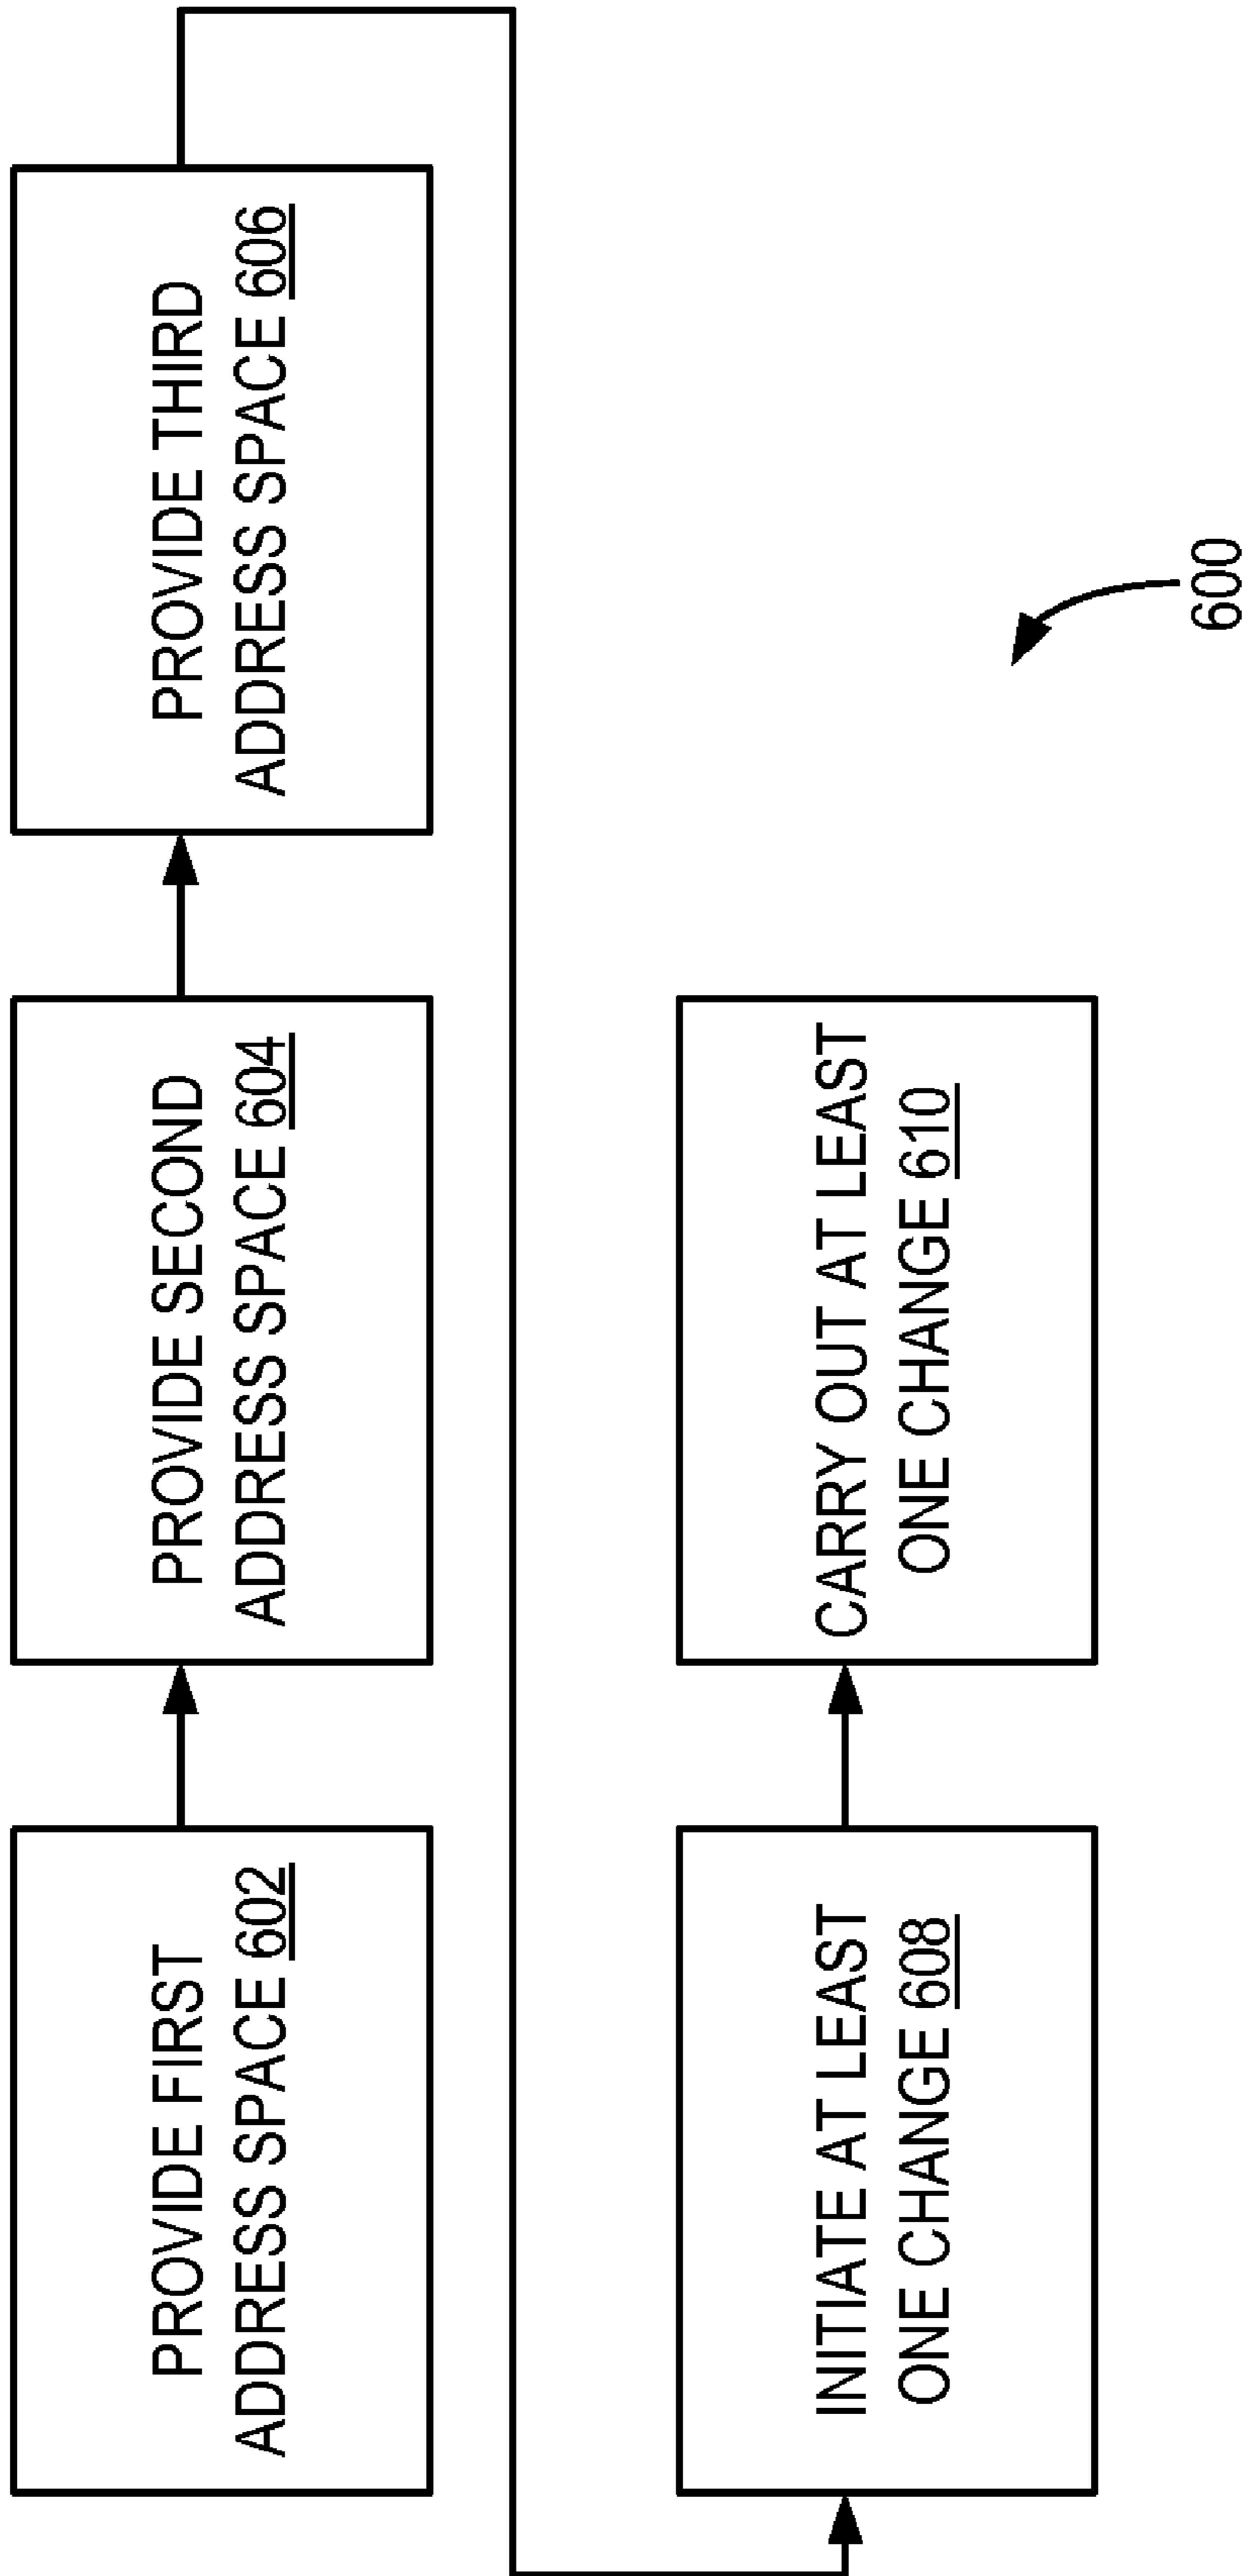 PROVIDE FIRST
ADDRESS SPACE 602
PROVIDE SECOND
ADDRESS SPACE 604
PROVIDE THIRD
ADDRESS SPACE 606
INITIATE AT LEAST
ONE CHANGE 608
CARRY OUT AT LEAST
ONE CHANGE 610
600